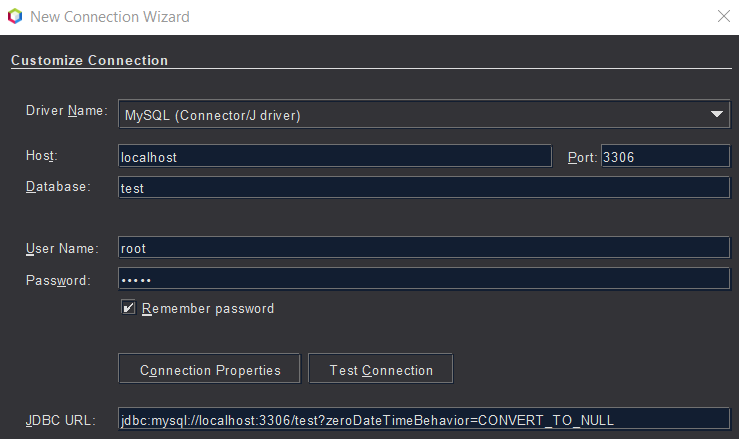 New Connection Wizard
Customize Connection
Driver Name: MySQL (Connector/J driver)
Host: localhost Port: 3306
Database: test
User Name: root
Password: •••••
Remember password
Connection Properties Test Connection
JDBC URL: jdbc:mysql://localhost:3306/test?zeroDateTimeBehavior=CONVERT_TO_NULL